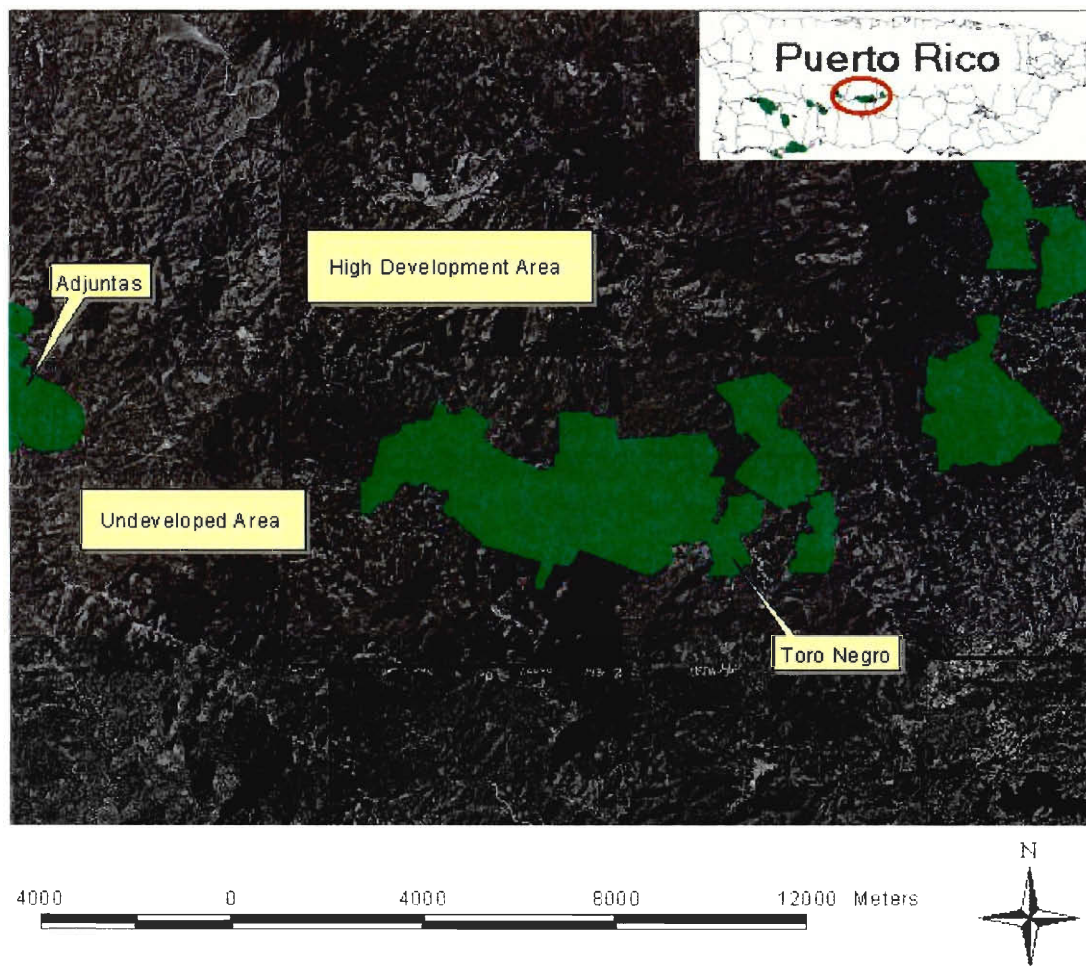 Puerto Rico
High Development Area
Adjuntas
Undeveloped Area
Toro Negro
N
4000 0 4000 8000 12000 Meters